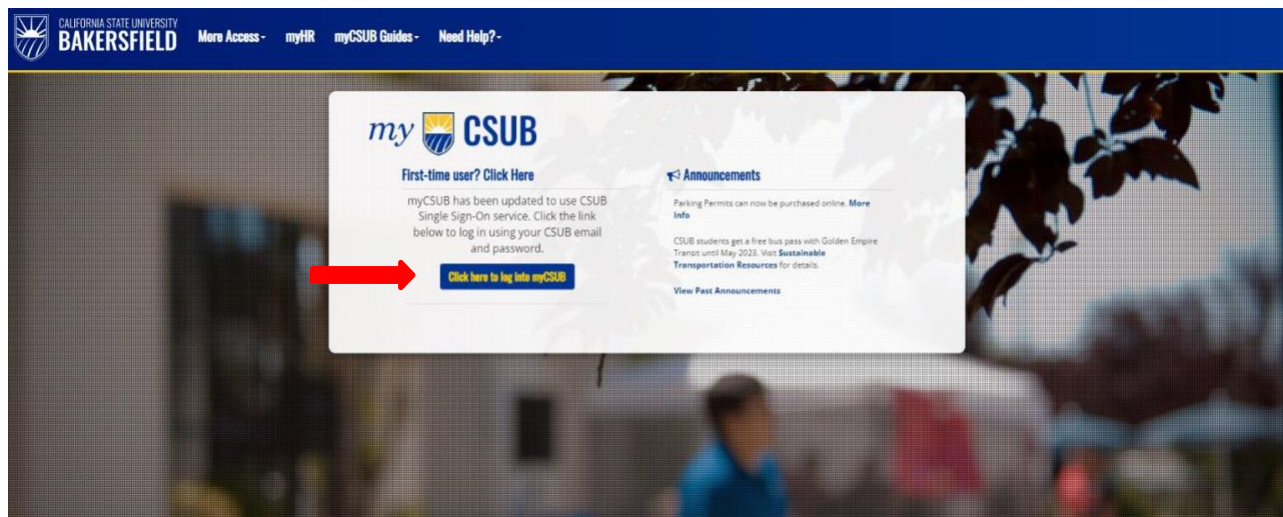 CALIFORNIA STATE UNIVERSITY
BAKERSFIELD
More Access- myHR myCSUB Guides- Need Help?-
my CSUB
First-time user? Click Here
myCSUB has been updated to use CSUB
Single Sign-On service. Click the link
below to log in using your CSUB email
and password.
Click here to log into myCSUB
Announcements
Parking Permits can now be purchased online. More
Info
CSUB students get a free bus pass with Golden Empire
Transit until May 2023. Visit Sustainable
Transportation Resources for details.
View Past Announcements